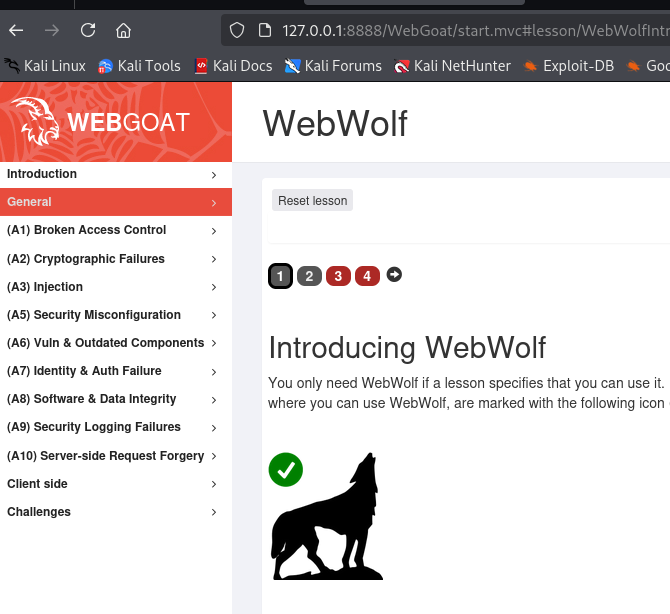 127.0.0.1:8888/WebGoat/start.mvc#lesson/WebWolfIntr
Kali Linux Kali Tools Kali Docs Kali Forums Kali NetHunter Exploit-DB Goo
WEBGOAT
WebWolf
Introduction
General
(A1) Broken Access Control
(A2) Cryptographic Failures
(A3) Injection
(A5) Security Misconfiguration
(A6) Vuln & Outdated Components
(A7) Identity & Auth Failure
(A8) Software & Data Integrity
(A9) Security Logging Failures
(A10) Server-side Request Forgery
Client side
Challenges
Reset lesson
1 2 3 4
Introducing WebWolf
You only need WebWolf if a lesson specifies that you can use it.
where you can use WebWolf, are marked with the following icon